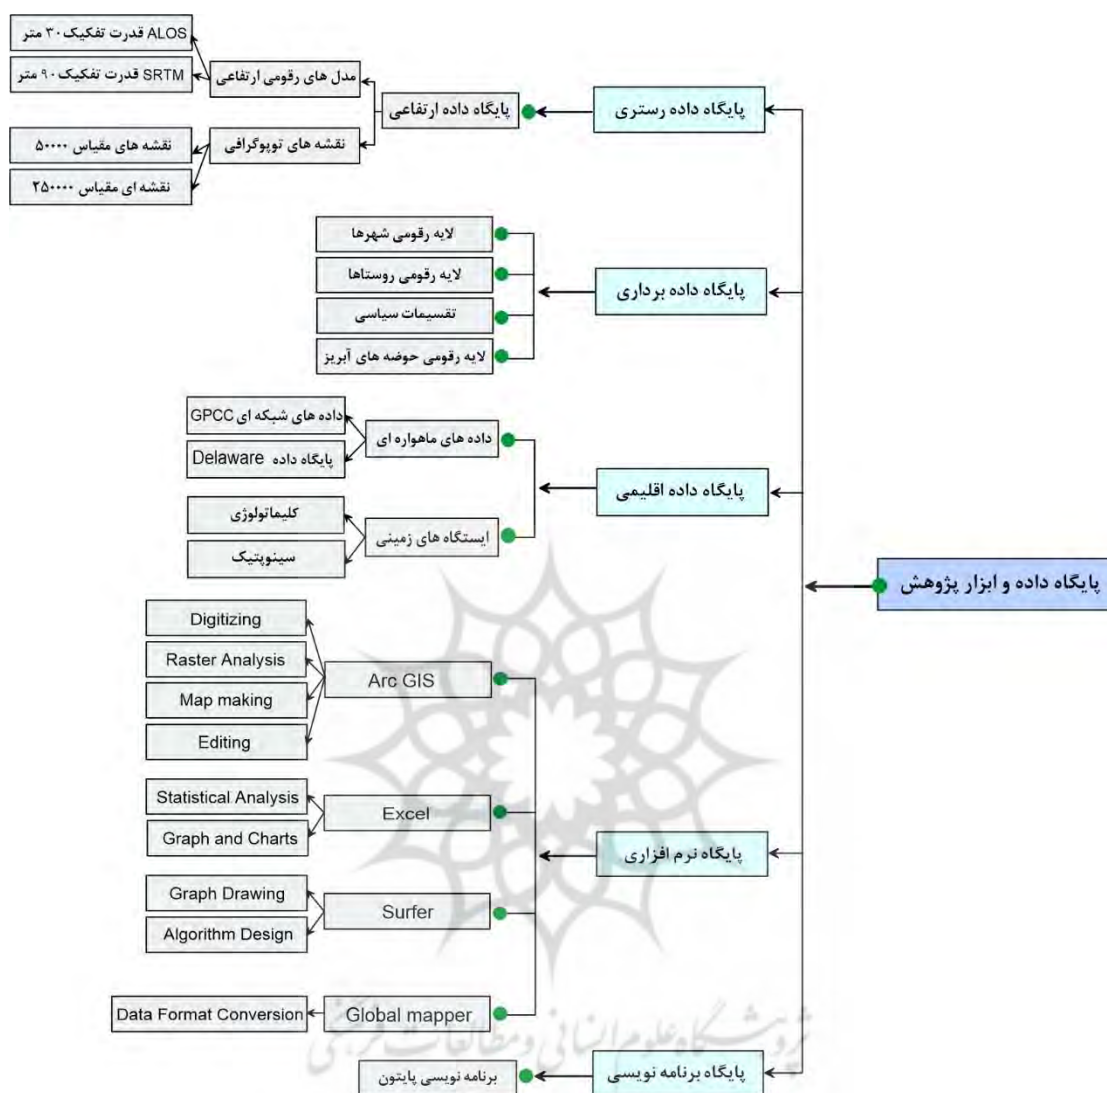 پایگاه داده و ابزار پژوهش
پایگاه داده رستری
پایگاه داده ارتفاعی
مدل های رقومی ارتفاعی
ALOS قدرت تفکیک ۳۰ متر
SRTM قدرت تفکیک ۹۰ متر
نقشه های توپوگرافی
نقشه های مقیاس ۵۰۰۰۰
نقشه ای مقیاس ۲۵۰۰۰۰
پایگاه داده برداری
لایه رقومی شهرها
لایه رقومی روستاها
تقسیمات سیاسی
لایه رقومی حوضه های آبریز
پایگاه داده اقلیمی
داده های ماهواره ای
داده های شبکه ای GPCC
پایگاه داده Delaware
ایستگاه های زمینی
کلیماتولوژی
سینوپتیک
پایگاه نرم افزاری
Arc GIS
Digitizing
Raster Analysis
Map making
Editing
Excel
Statistical Analysis
Graph and Charts
Surfer
Graph Drawing
Algorithm Design
Global mapper
Data Format Conversion
پایگاه برنامه نویسی
برنامه نویسی پایتون
پژوهشگاه علوم انسانی و مطالعات فرهنگی